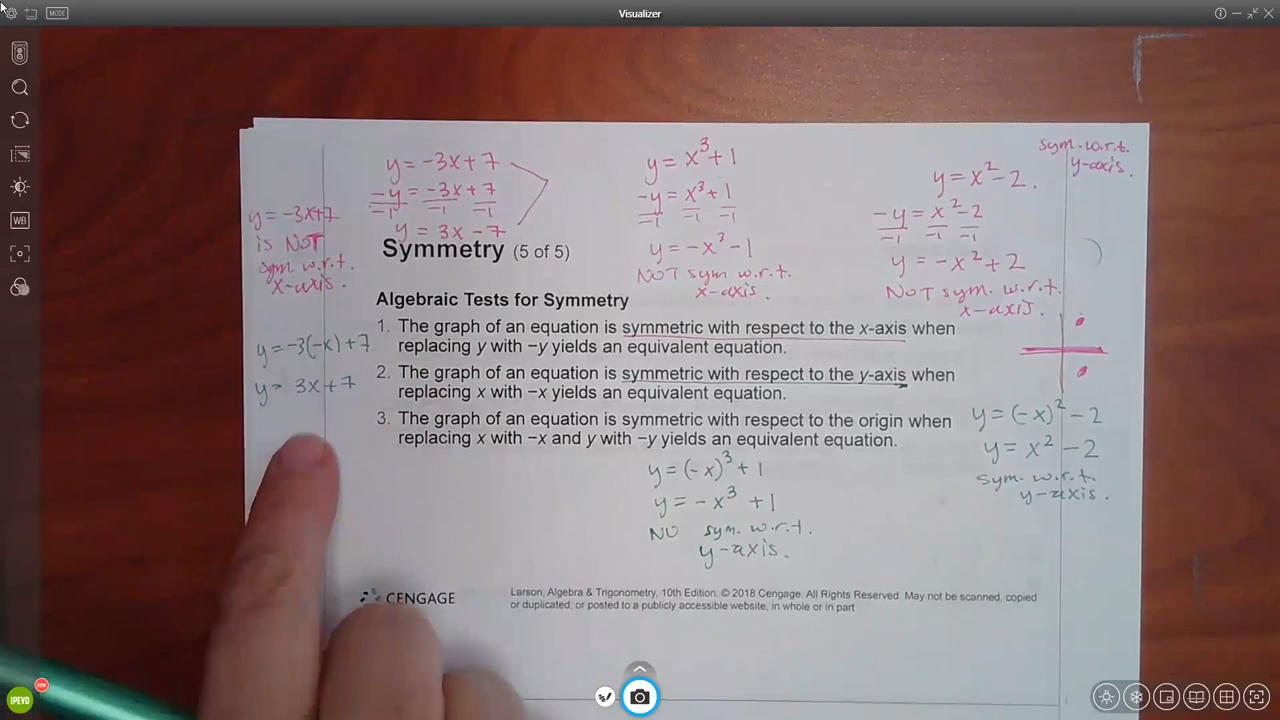 MODE
Visualizer
y = -3x + 7
-y = -3x + 7
-1 -1 -1
y = 3x - 7
y = -3x+7
is NOT
sym w.r.t.
x-axis.
y = x³ + 1
-y = x³ + 1
-1 -1 -1
y = -x³ - 1
NOT sym w.r.t.
x-axis.
sym. w.r.t.
y-axis.
y = x² - 2.
-y = x² - 2
-1 -1 -1
y = -x² + 2
NOT sym. w.r.t.
x-axis.
Symmetry (5 of 5)
Algebraic Tests for Symmetry
1. The graph of an equation is symmetric with respect to the x-axis when
replacing y with −y yields an equivalent equation.
2. The graph of an equation is symmetric with respect to the y-axis when
replacing x with −x yields an equivalent equation.
3. The graph of an equation is symmetric with respect to the origin when
replacing x with −x and y with −y yields an equivalent equation.
y = -3(-x) + 7
y = 3x + 7
y = (-x)³ + 1
y = -x³ + 1
NO sym. w.r.t.
y-axis.
y = (-x)² - 2
y = x² - 2
sym. w.r.t.
y-axis.
CENGAGE
Larson, Algebra & Trigonometry, 10th Edition. © 2018 Cengage. All Rights Reserved. May not be scanned, copied
or duplicated, or posted to a publicly accessible website, in whole or in part
IPEVO
new
WB